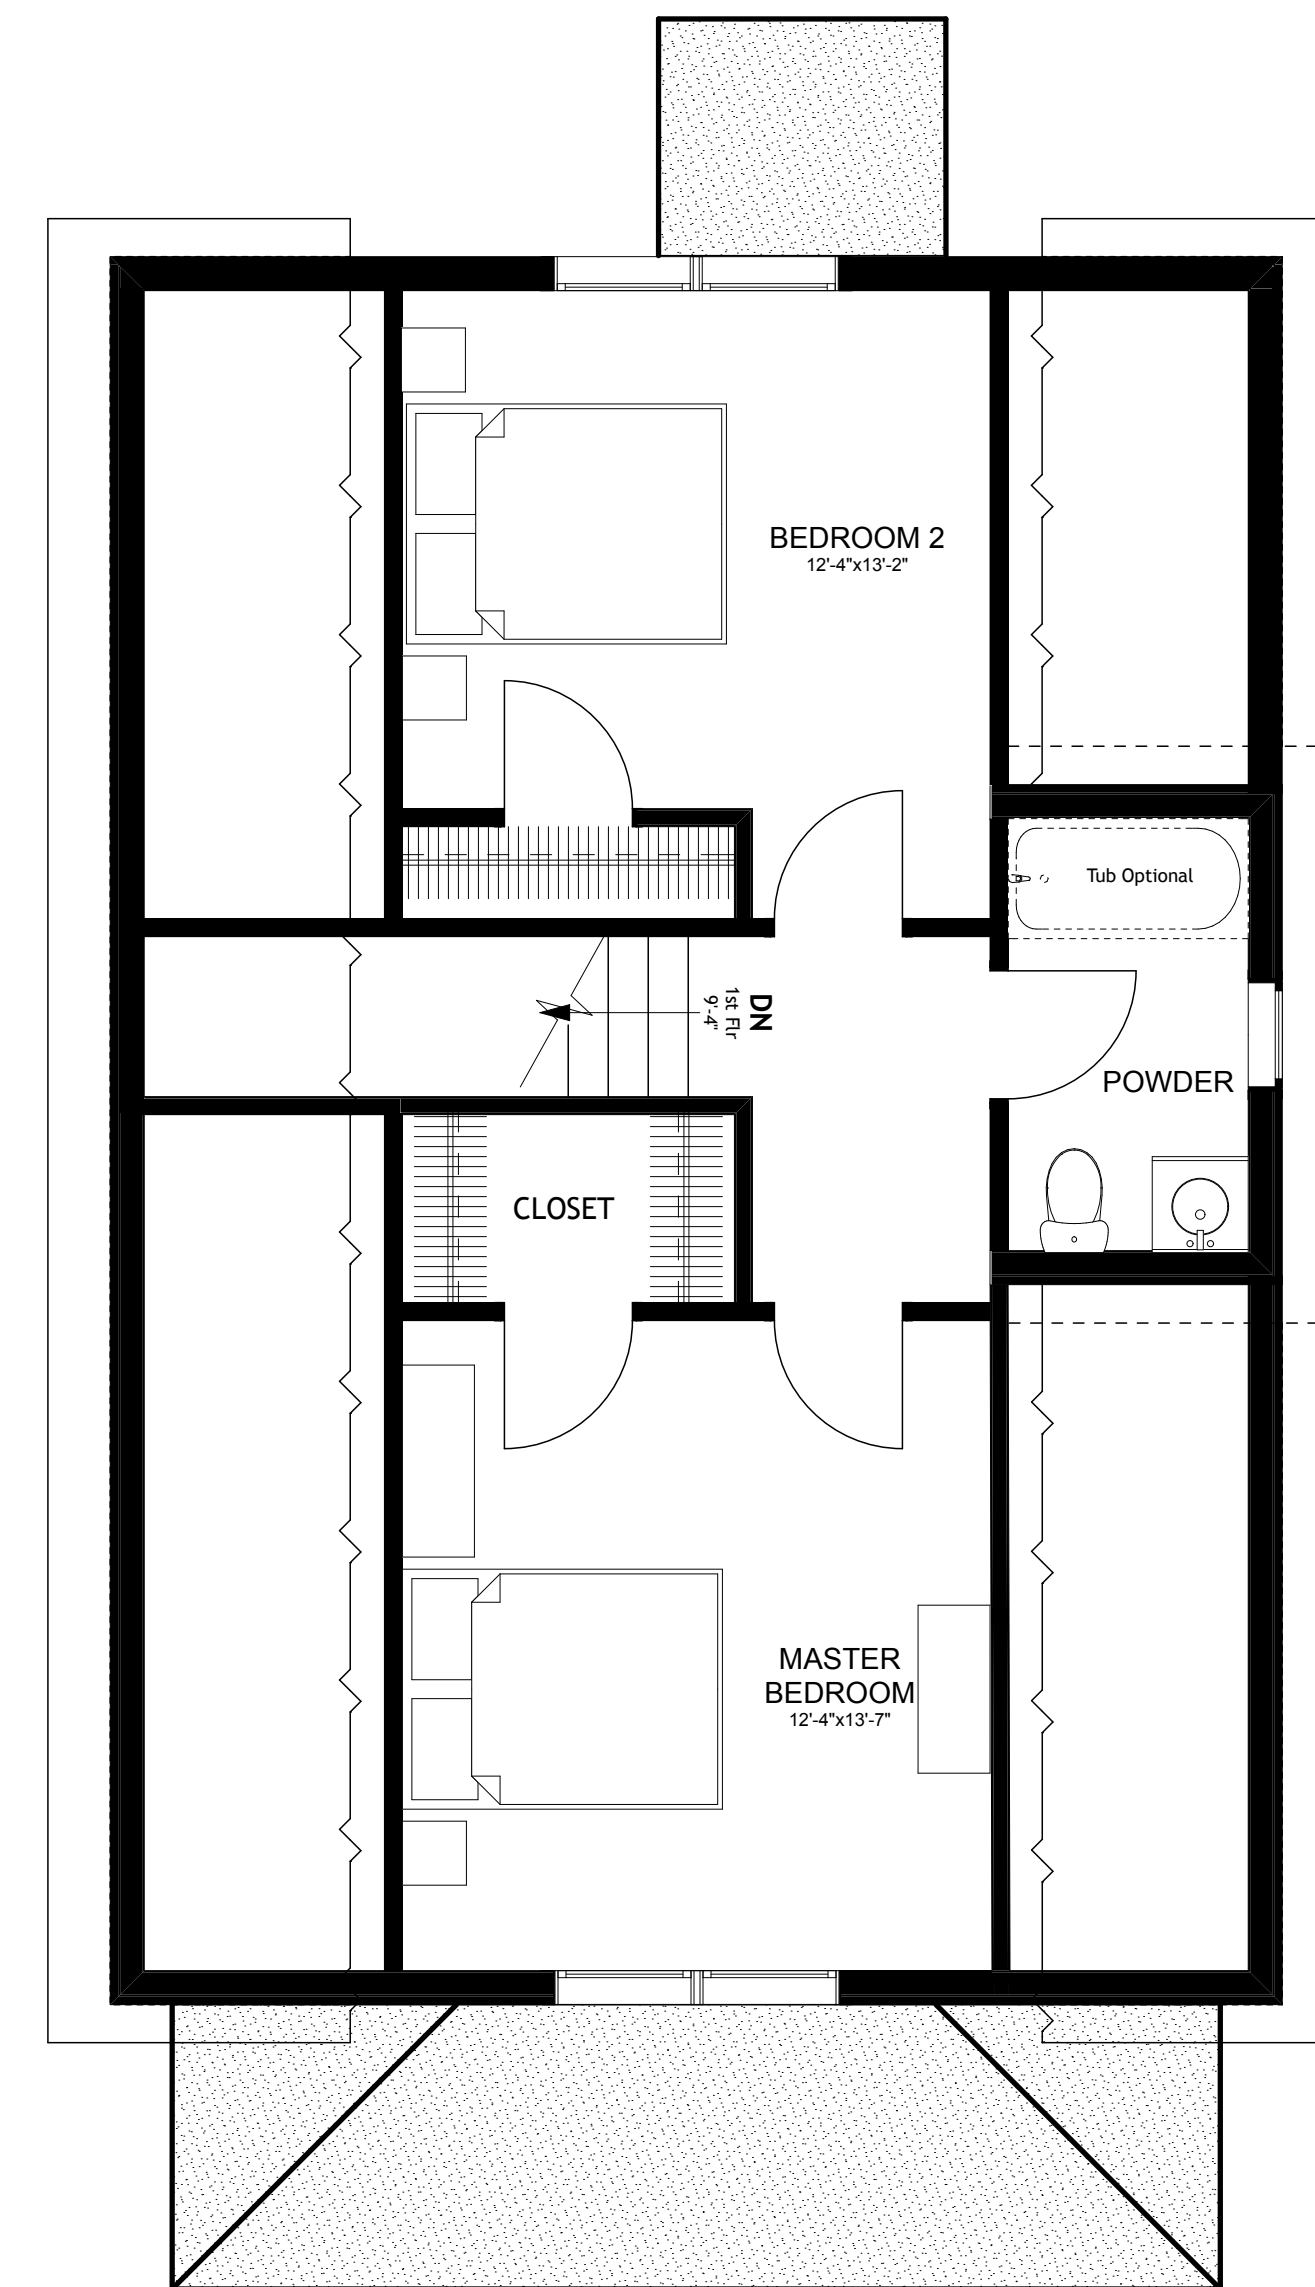 BEDROOM 2
12'-4"x13'-2"
Tub Optional
DN
1st Flr
9'-4"
POWDER
CLOSET
MASTER
BEDROOM
12'-4"x13'-7"